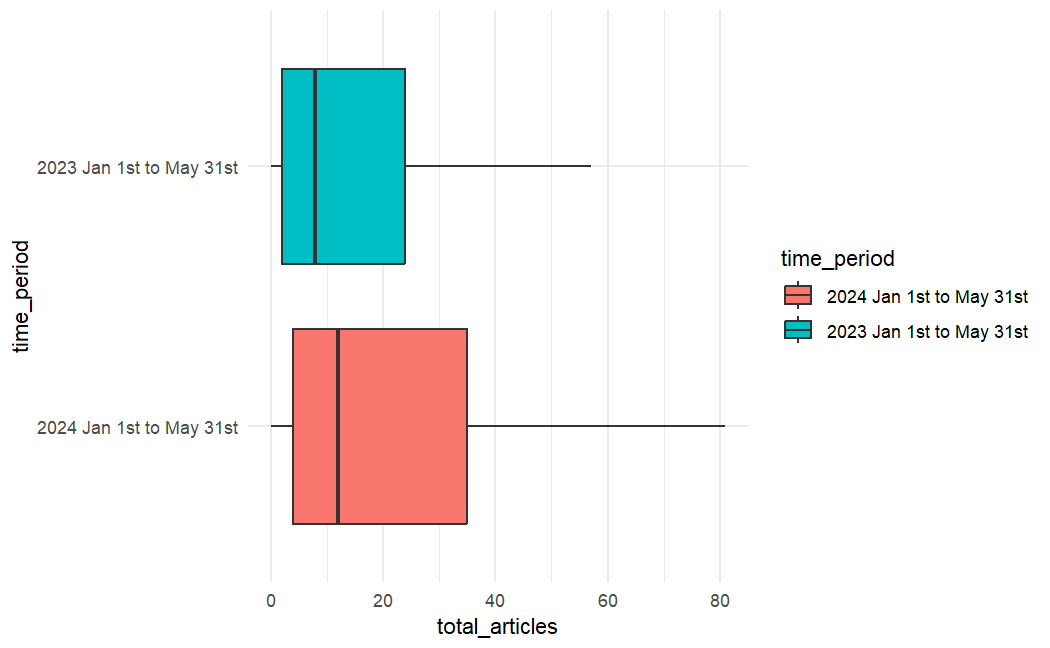 2023 Jan 1st to May 31st
2024 Jan 1st to May 31st
time_period
0 20 40 60 80
total_articles
time_period
2024 Jan 1st to May 31st
2023 Jan 1st to May 31st